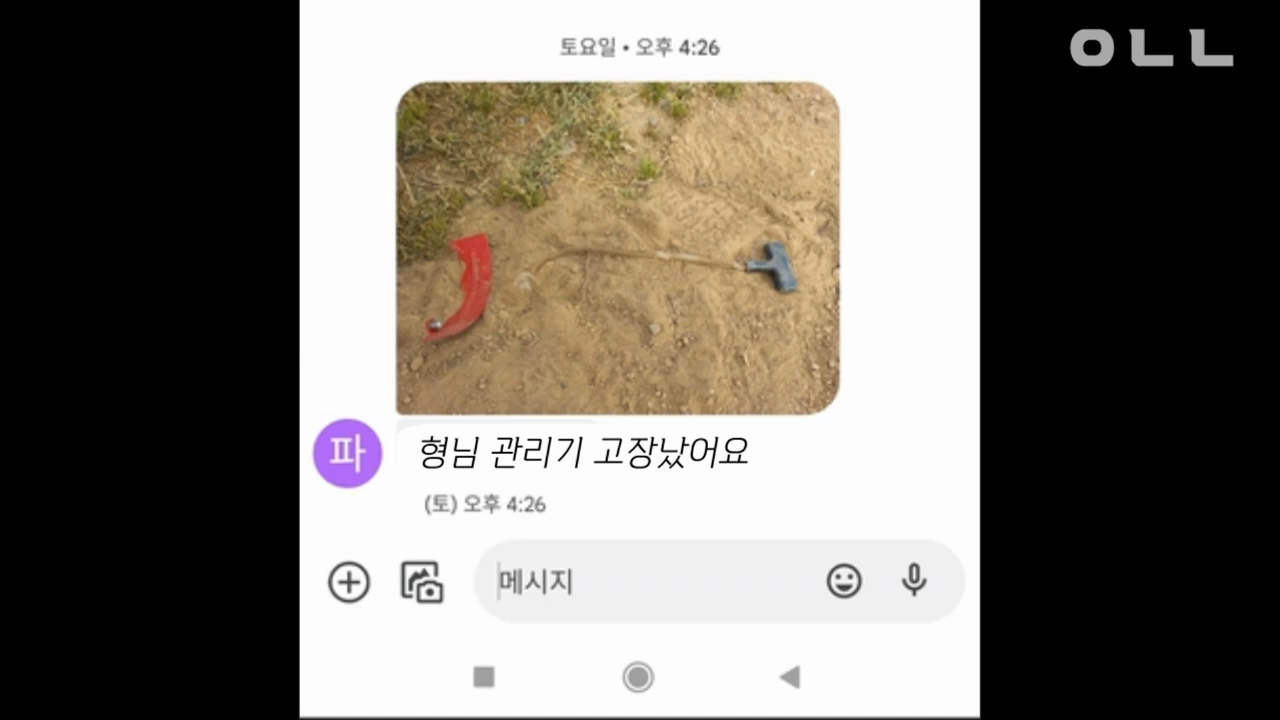 OLL
토요일 • 오후 4:26
파
형님 관리기 고장났어요
(토) 오후 4:26
메시지